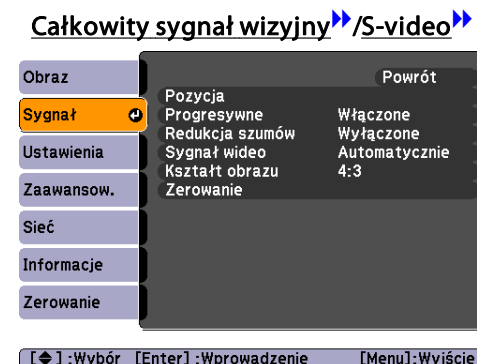 Całkowity sygnał wizyjny/S-video
Obraz
Sygnał
Ustawienia
Zaawansow.
Sieć
Informacje
Zerowanie
Powrót
Pozycja
Progresywne Włączone
Redukcja szumów Wyłączone
Sygnał wideo Automatycznie
Kształt obrazu 4:3
Zerowanie
[◆] :Wybór [Enter] :Wprowadzenie [Menu]:Wyjście